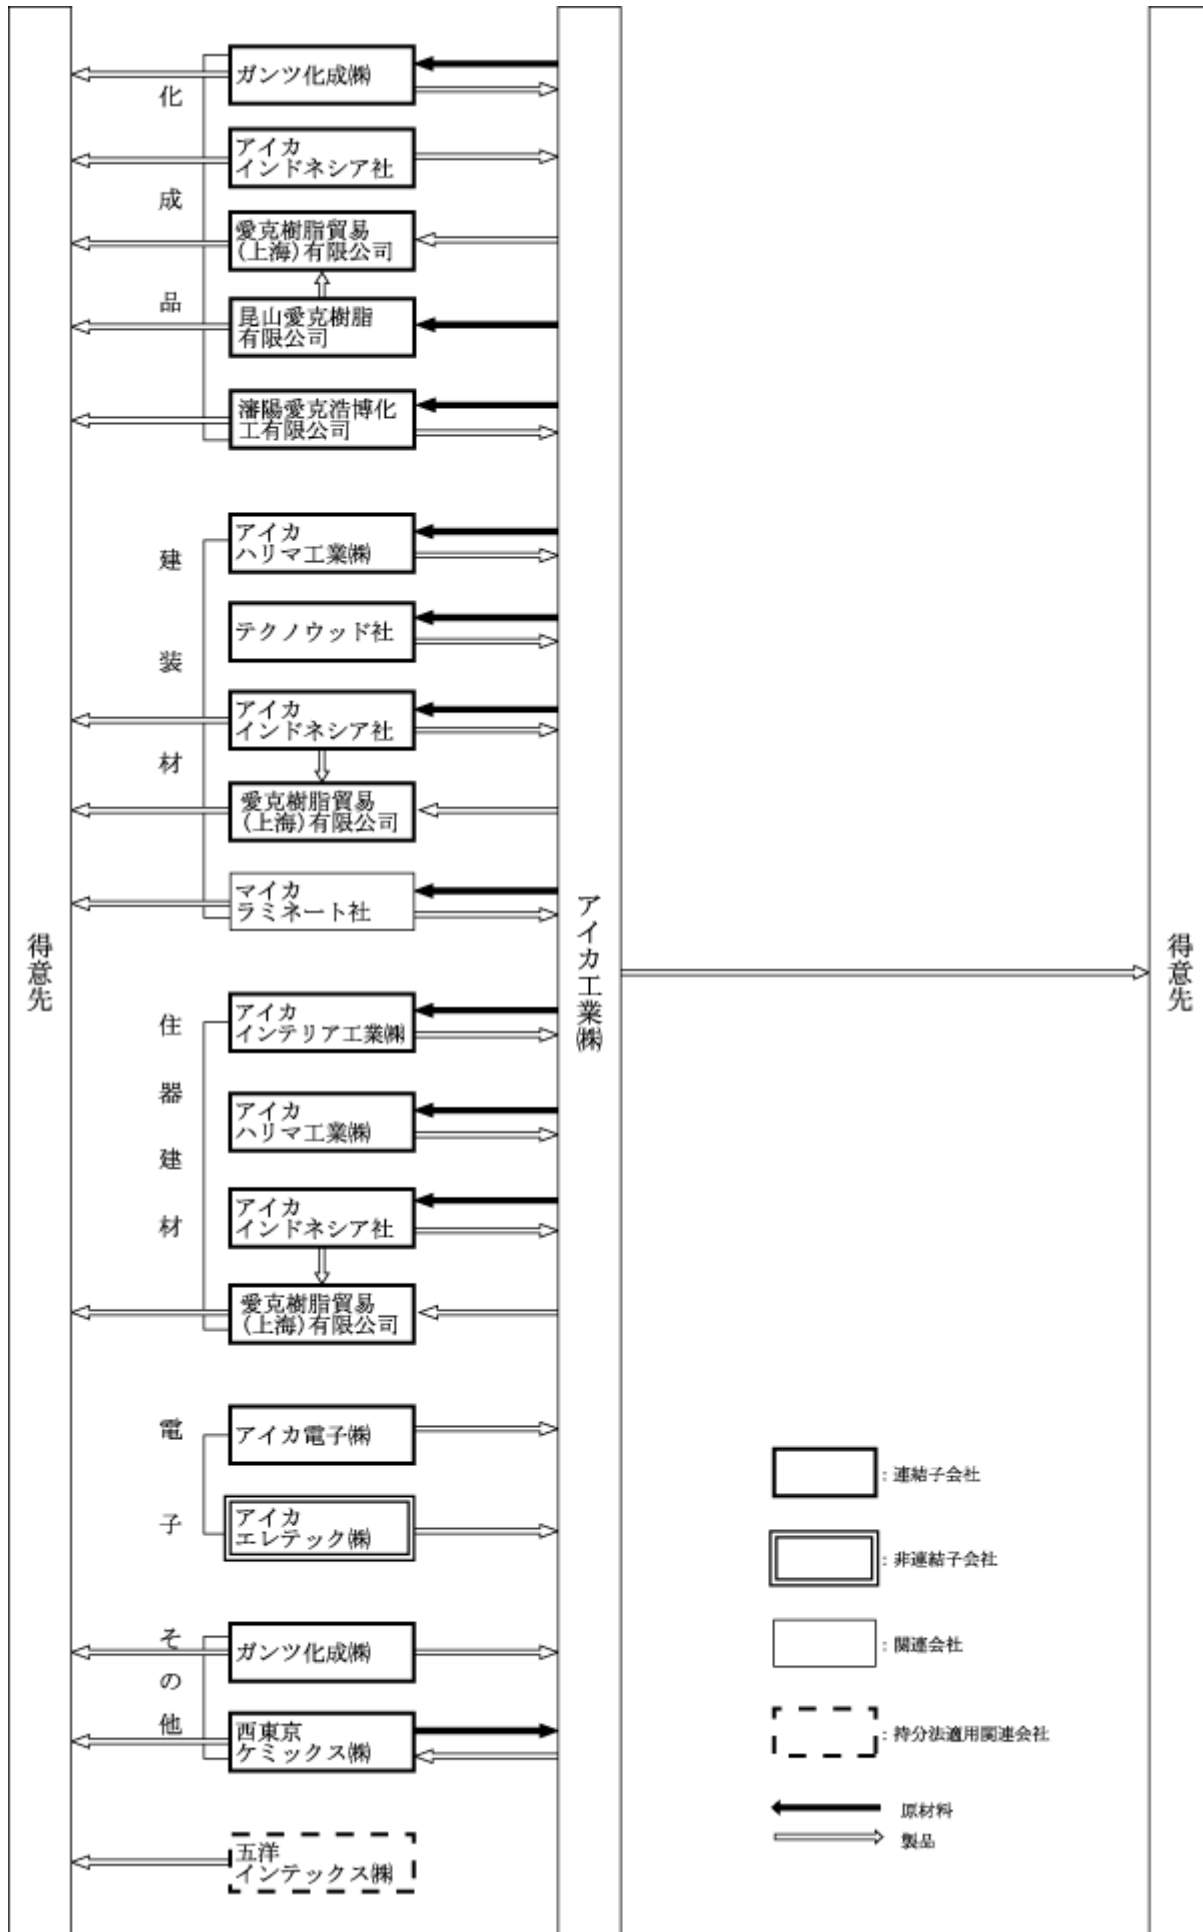 得意先
化成品
ガンツ化成㈱
アイカ
インドネシア社
愛克樹脂貿易
(上海)有限公司
昆山愛克樹脂
有限公司
瀋陽愛克浩博化
工有限公司
建装材
アイカ
ハリマ工業㈱
テクノウッド社
アイカ
インドネシア社
愛克樹脂貿易
(上海)有限公司
マイカ
ラミネート社
住器建材
アイカ
インテリア工業㈱
アイカ
ハリマ工業㈱
アイカ
インドネシア社
愛克樹脂貿易
(上海)有限公司
電子
アイカ電子㈱
アイカ
エレテック㈱
その他
ガンツ化成㈱
西東京
ケミックス㈱
五洋
インテックス㈱
アイカ工業㈱
得意先
：連結子会社
：非連結子会社
：関連会社
：持分法適用関連会社
原材料
製品